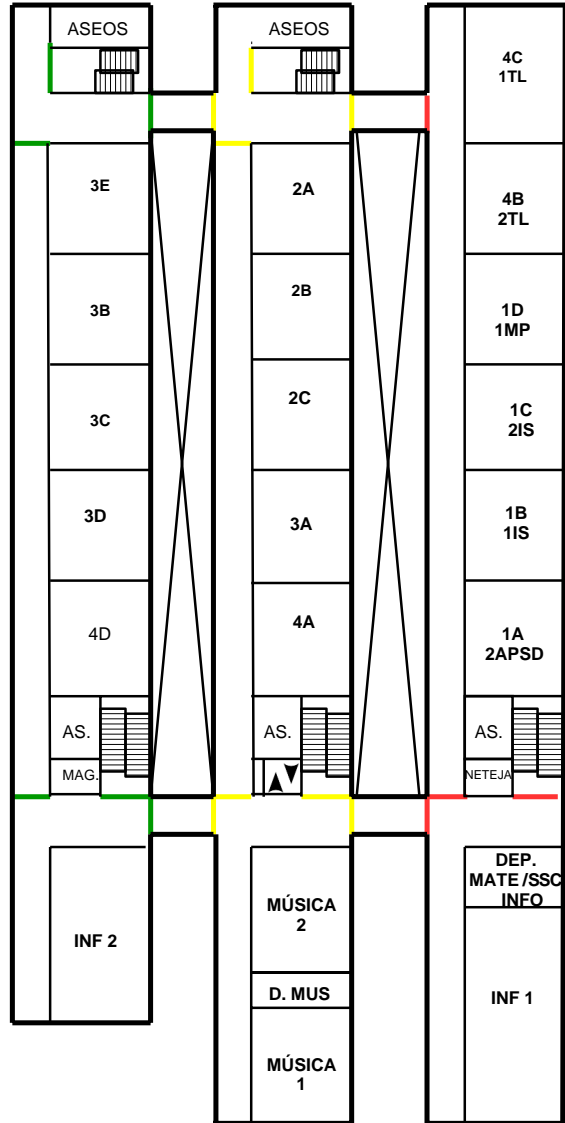 ASEOS
3E
3B
3C
3D
4D
AS.
MAG.
INF 2
ASEOS
2A
2B
2C
3A
4A
AS.
MÚSICA
2
D. MUS
MÚSICA
1
4C
1TL
4B
2TL
1D
1MP
1C
2IS
1B
1IS
1A
2APSD
AS.
NETEJA
DEP.
MATE /SSC
INFO
INF 1